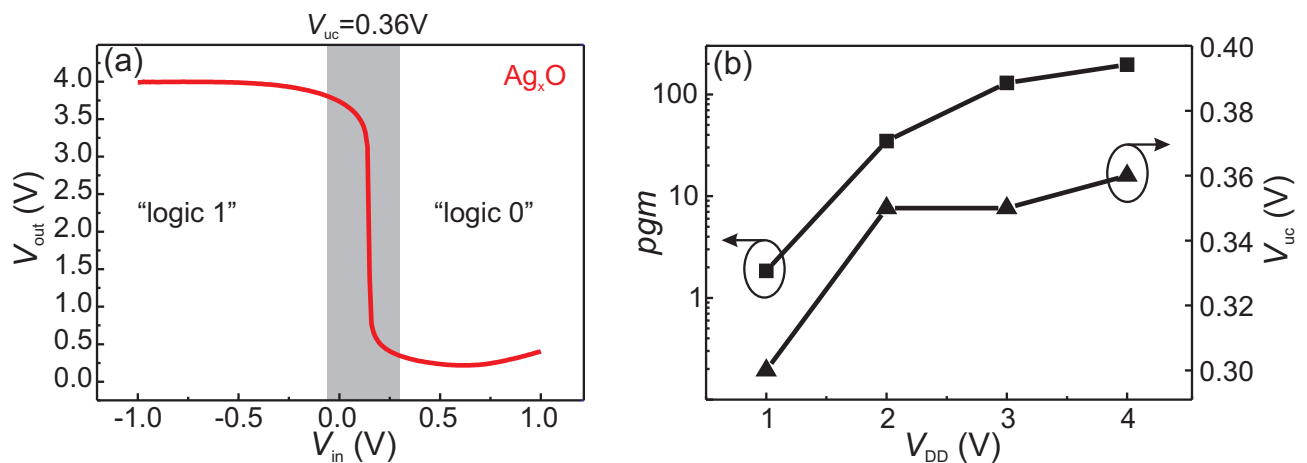 V_uc=0.36V
(a)
Ag_xO
4.0
3.5
3.0
2.5
2.0
1.5
1.0
0.5
0.0
V_out (V)
“logic 1”
“logic 0”
-1.0 -0.5 0.0 0.5 1.0
V_in (V)
(b)
100
10
1
pgm
0.40
0.38
0.36
0.34
0.32
0.30
V_uc (V)
1 2 3 4
V_DD (V)